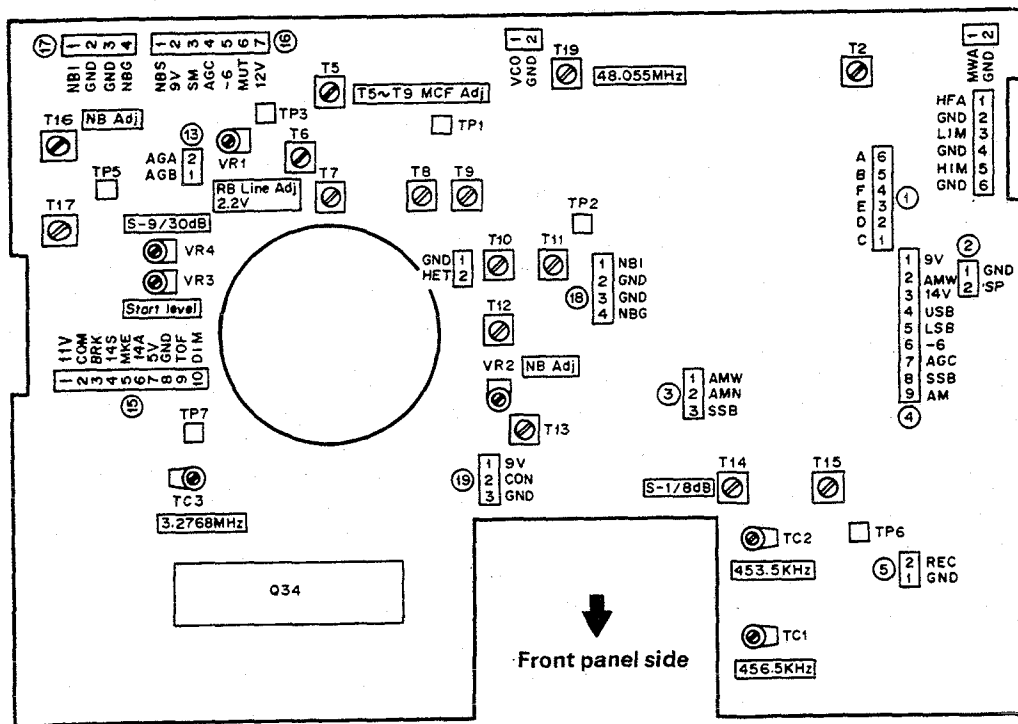 17
1 2 3 4
NBI GND GND NBG
1 2 3 4 5 6 7
NBS 9V SM AGC -6 MUT 12V
16
T5
T5~T9 MCF Adj
VCO GND
1 2
T19
48.055MHz
T2
1 2
MWA GND
HFA 1
GND 2
LIM 3
GND 4
HIM 5
GND 6
T16
NB Adj
TP3
TP1
13
AGA 2
AGB 1
VR1
T6
TP5
RB Line Adj
2.2V
T7
T8
T9
A 6
B 5
F 4
E 3
D 2
C 1
1
T17
S-9/30dB
VR4
VR3
Start level
TP2
GND 1
HET 2
T10
T11
1 NBI
2 GND
3 GND
4 NBG
18
2
1 GND
2 SP
1 9V
2 AMW
3 14V
4 USB
5 LSB
6 -6
7 AGC
8 SSB
9 AM
4
T12
11V COM BRK 14S MKE 14A 5V GND TOF DIM
1 2 3 4 5 6 7 8 9 10
15
VR2
NB Adj
3
1 AMW
2 AMN
3 SSB
TP7
T13
TC3
3.2768MHz
19
1 9V
2 CON
3 GND
S-1/8dB
T14
T15
TC2
453.5KHz
TP6
5
2 REC
1 GND
Q34
TC1
456.5KHz
Front panel side